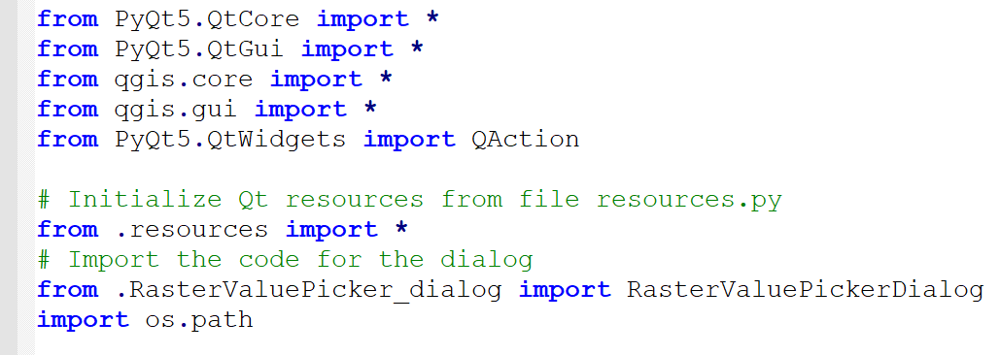 from PyQt5.QtCore import *
from PyQt5.QtGui import *
from qgis.core import *
from qgis.gui import *
from PyQt5.QtWidgets import QAction
# Initialize Qt resources from file resources.py
from .resources import *
# Import the code for the dialog
from .RasterValuePicker_dialog import RasterValuePickerDialog
import os.path